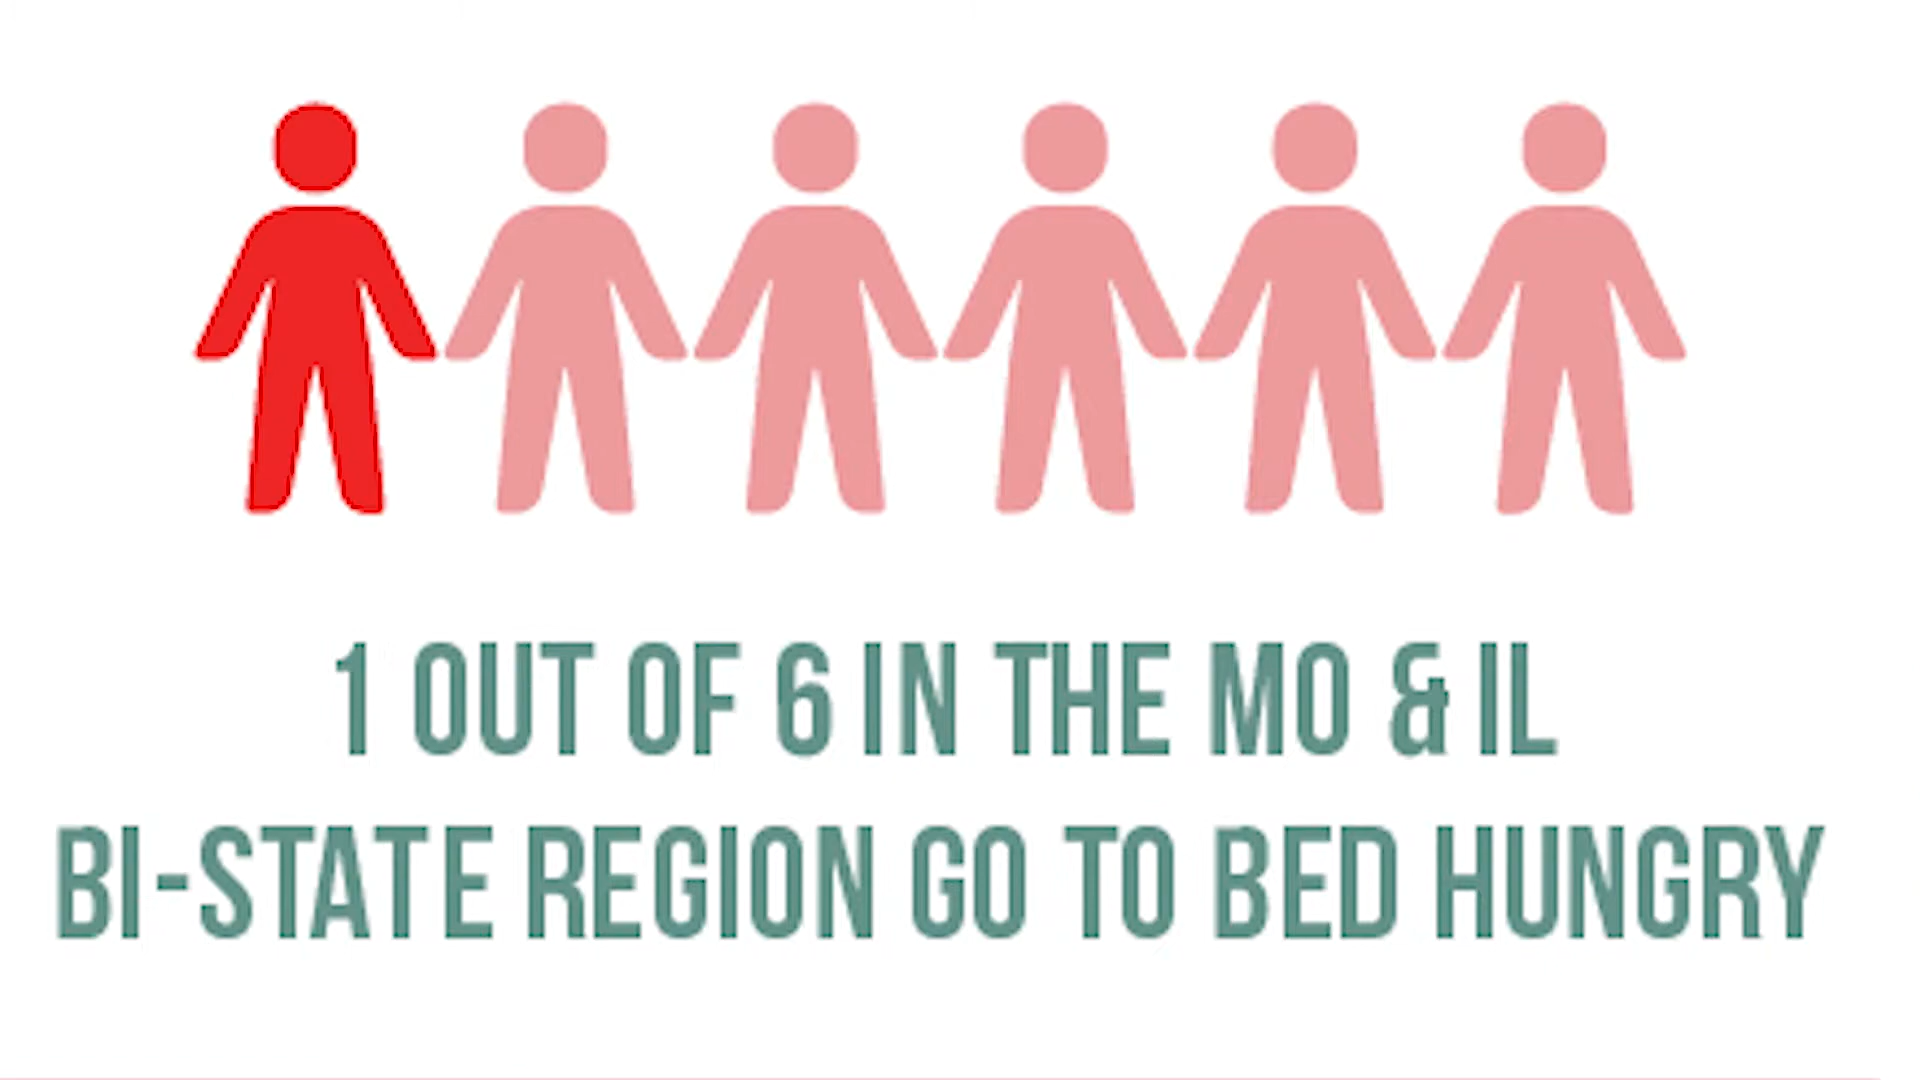 1 OUT OF 6 IN THE MO & IL
BI-STATE REGION GO TO BED HUNGRY